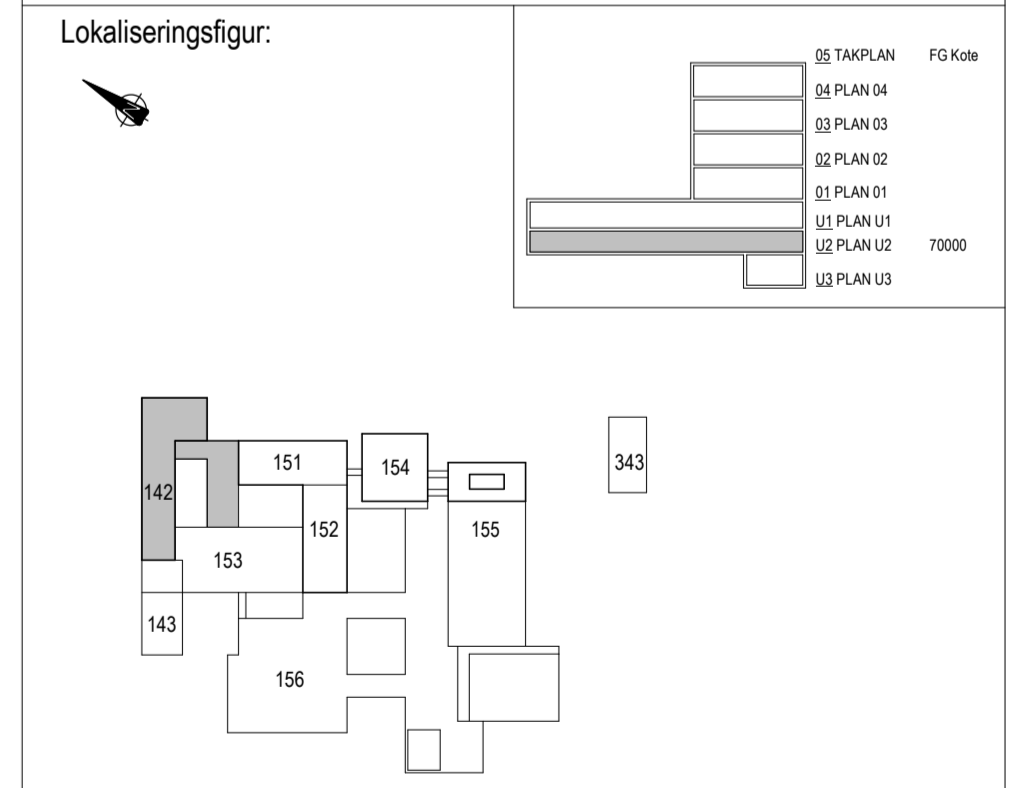 Lokaliseringsfigur:
N
05 TAKPLAN FG Kote
04 PLAN 04
03 PLAN 03
02 PLAN 02
01 PLAN 01
U1 PLAN U1
U2 PLAN U2 70000
U3 PLAN U3
151
154
343
142
152
155
153
143
156